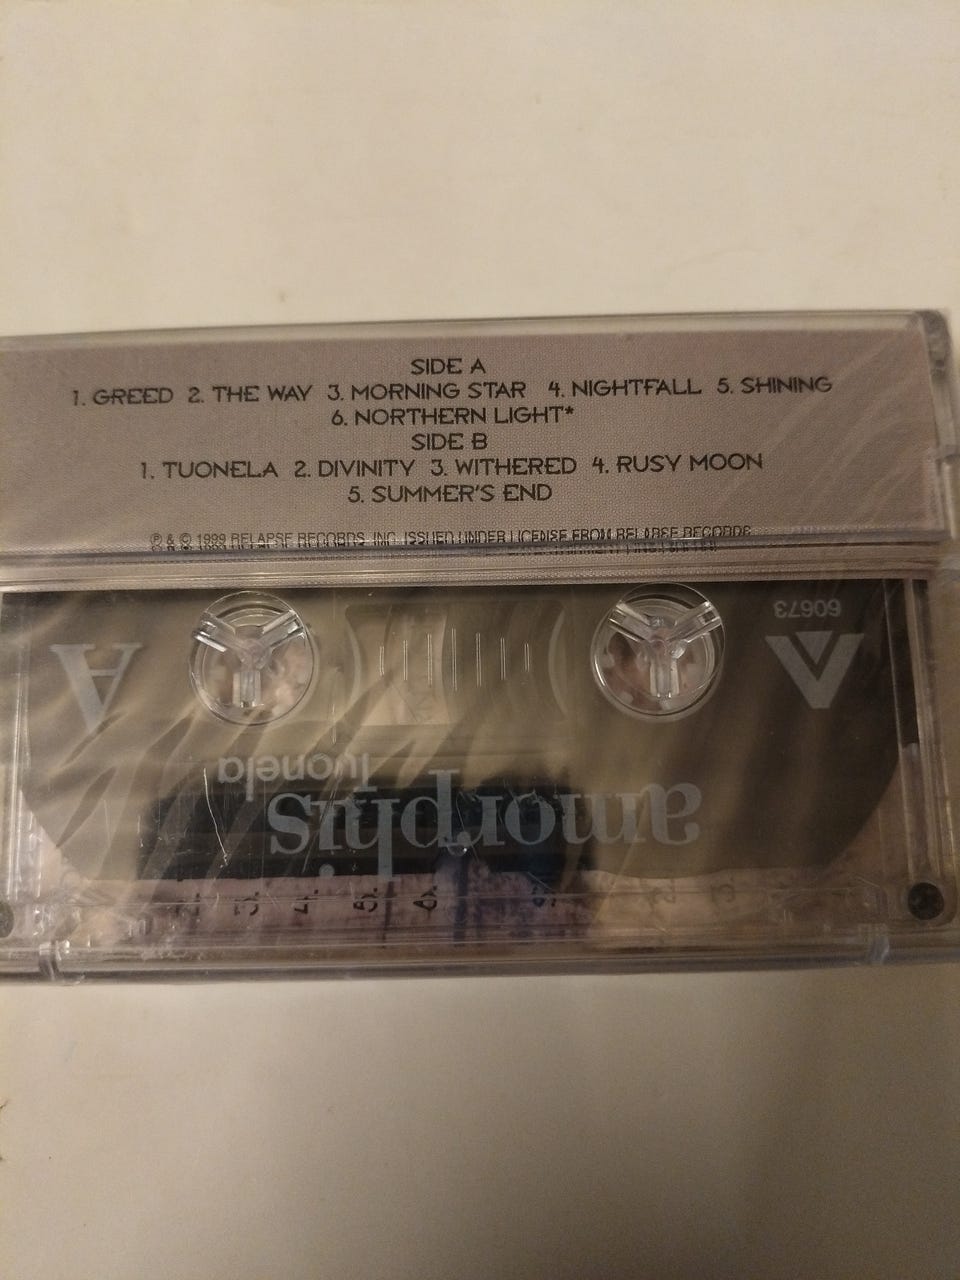 SIDE A
1. GREED 2. THE WAY 3. MORNING STAR 4. NIGHTFALL 5. SHINING
6. NORTHERN LIGHT*
SIDE B
1. TUONELA 2. DIVINITY 3. WITHERED 4. RUSY MOON
5. SUMMER'S END
℗ & © 1999 RELAPSE RECORDS, INC. ISSUED UNDER LICENSE FROM RELAPSE RECORDS
60673
A
tuonela
amorphis